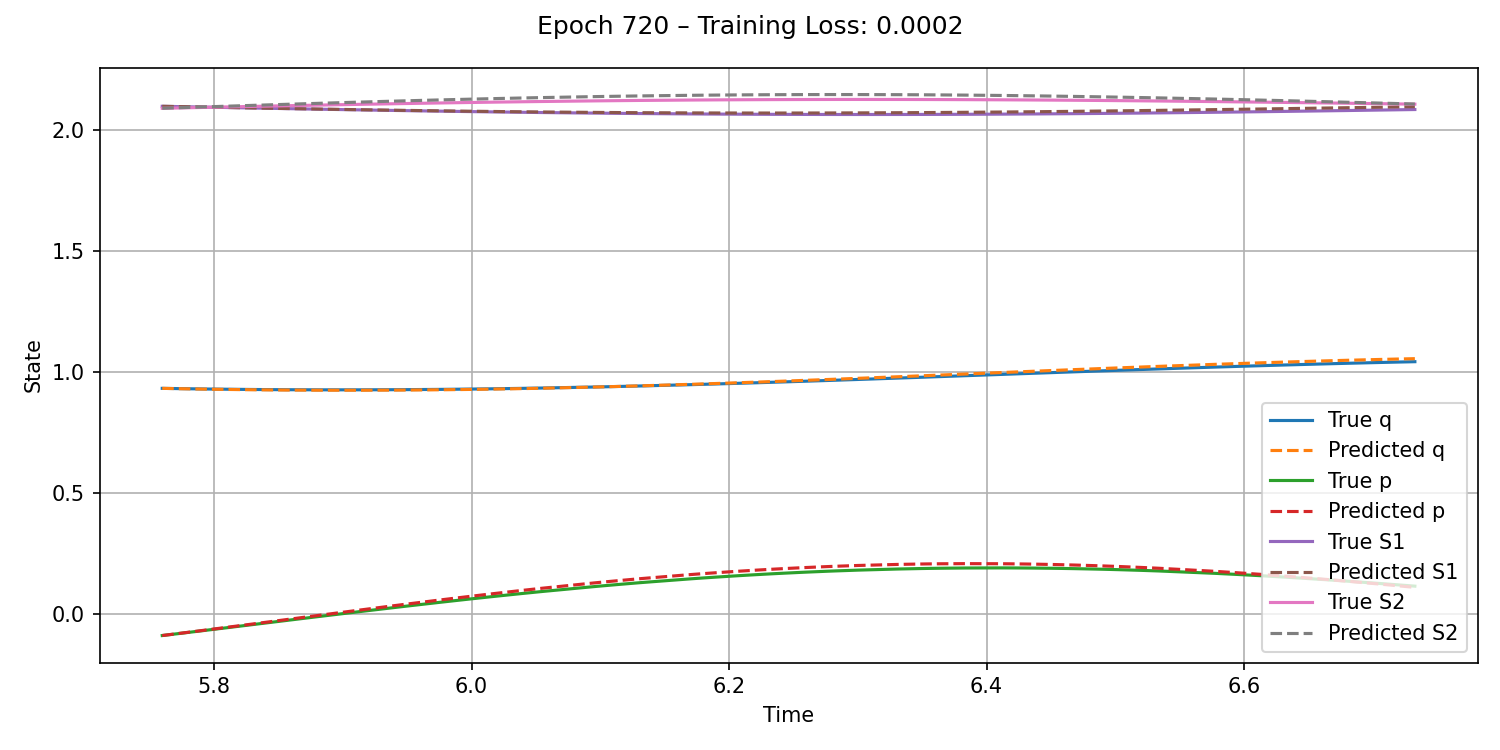 Epoch 720 – Training Loss: 0.0002
2.0
1.5
1.0
0.5
0.0
State
5.8 6.0 6.2 6.4 6.6
Time
True q
Predicted q
True p
Predicted p
True S1
Predicted S1
True S2
Predicted S2